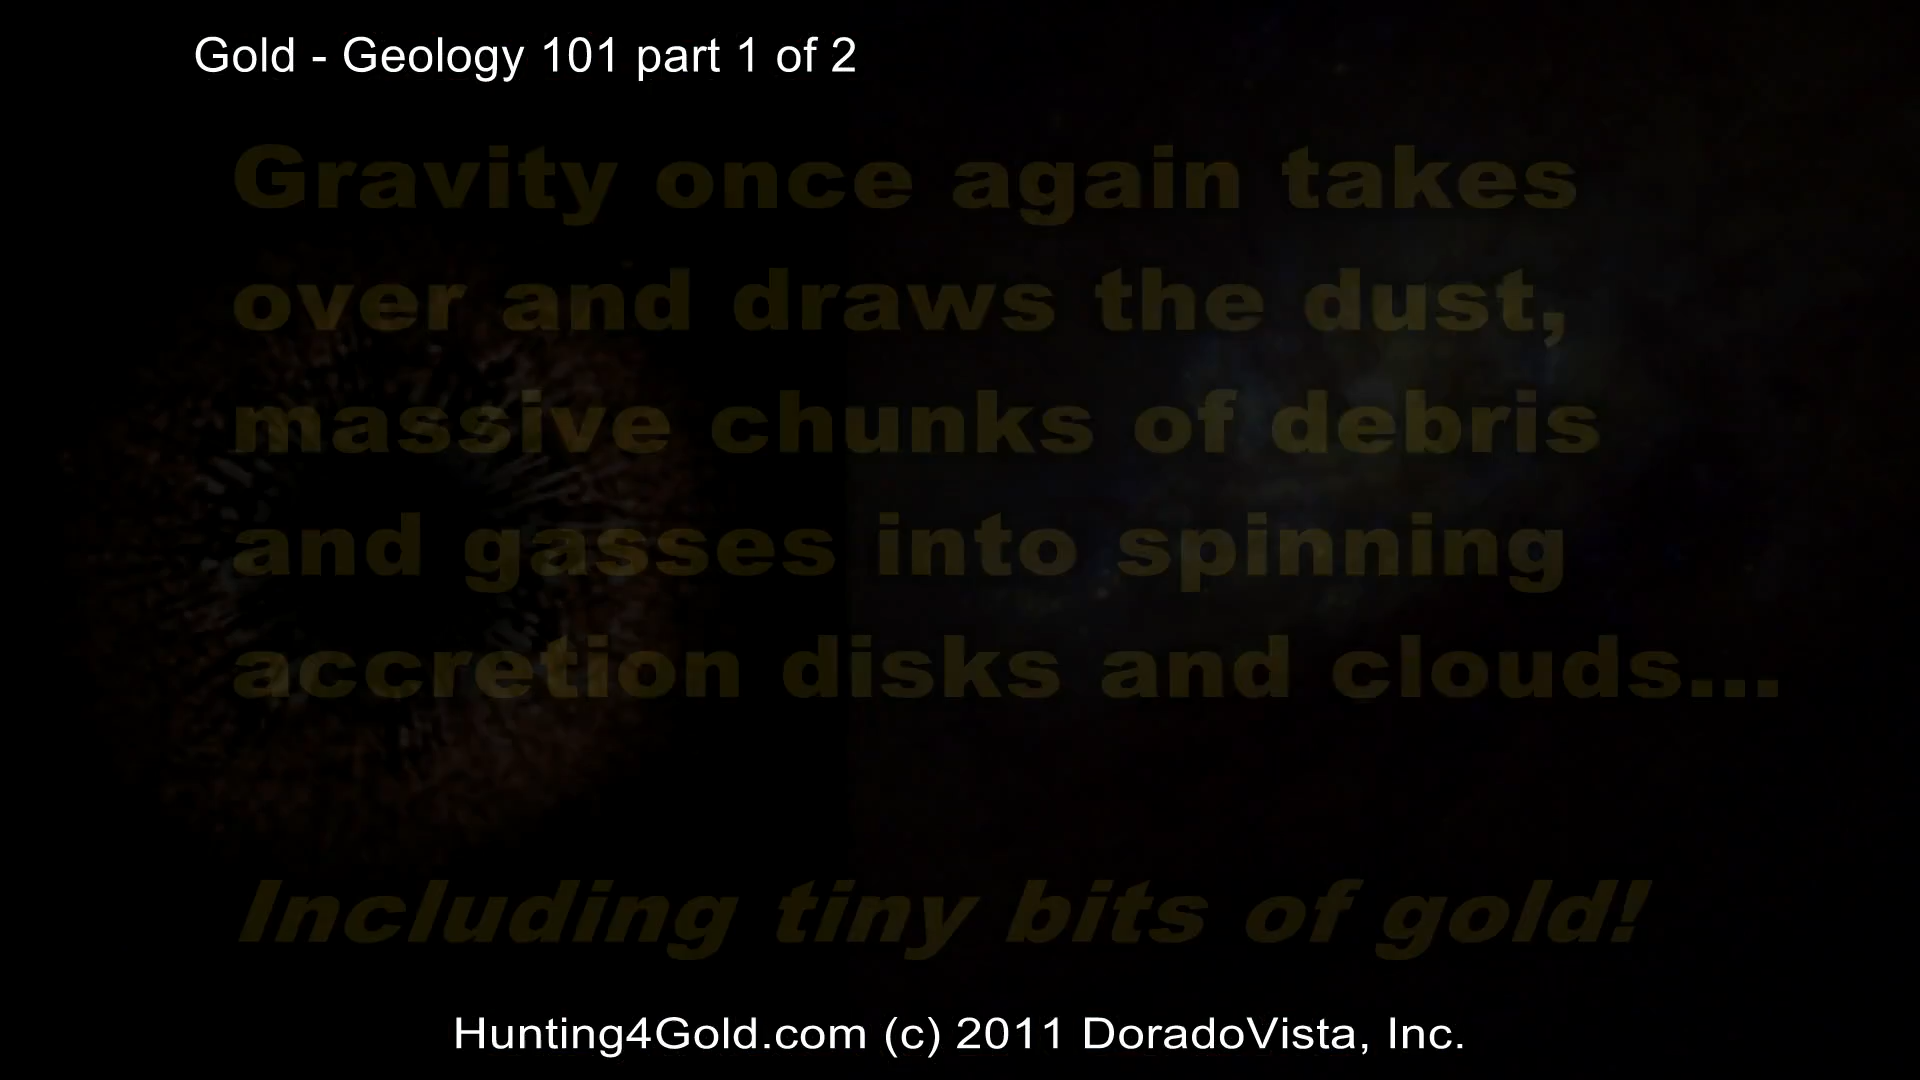 Gold - Geology 101 part 1 of 2
Gravity once again takes
over and draws the dust,
massive chunks of debris
and gasses into spinning
accretion disks and clouds...
Including tiny bits of gold!
Hunting4Gold.com (c) 2011 DoradoVista, Inc.